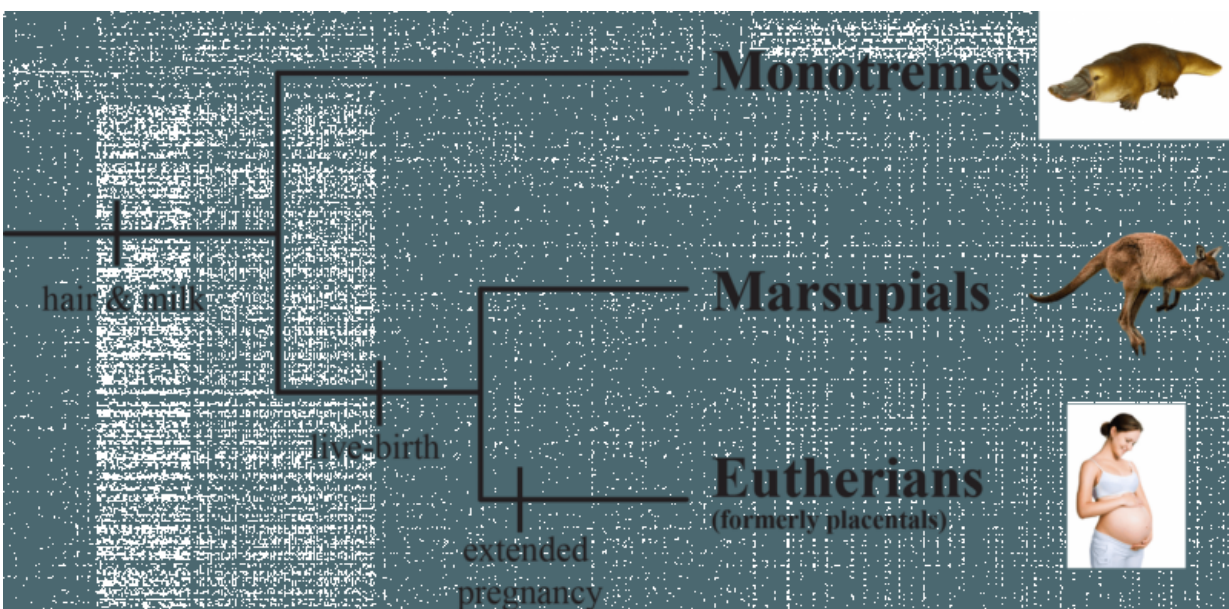 Monotremes
hair & milk
Marsupials
live-birth
Eutherians
(formerly placentals)
extended
pregnancy